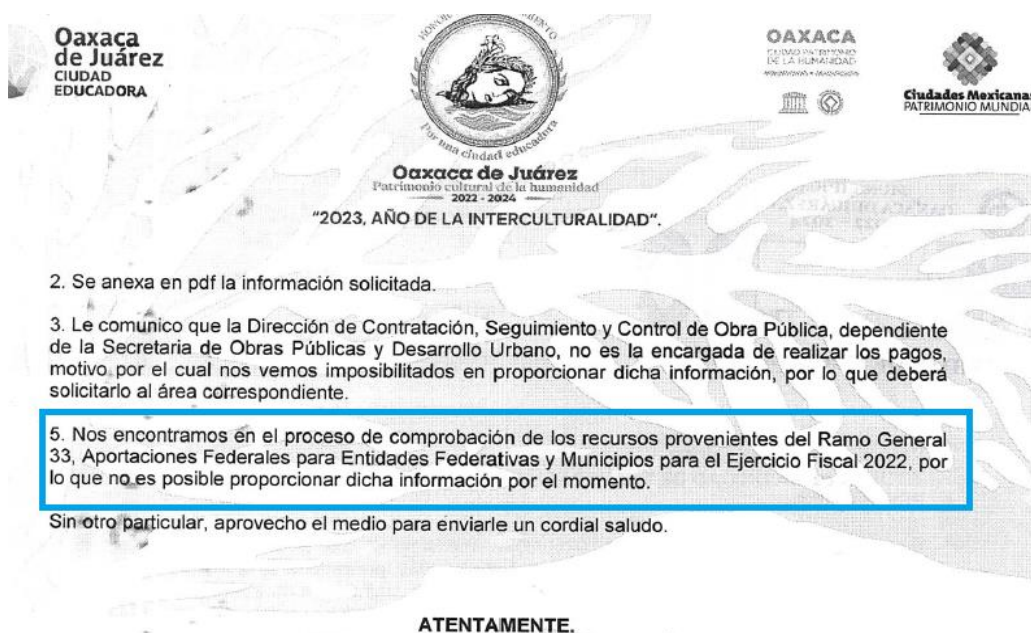 Oaxaca
de Juárez
CIUDAD
EDUCADORA
Por una ciudad educadora
Oaxaca de Juárez
Patrimonio cultural de la humanidad
2022 - 2024
OAXACA
CIUDAD PATRIMONIO
DE LA HUMANIDAD
Ciudades Mexicanas
PATRIMONIO MUNDIA
"2023, AÑO DE LA INTERCULTURALIDAD".
2. Se anexa en pdf la información solicitada.
3. Le comunico que la Dirección de Contratación, Seguimiento y Control de Obra Pública, dependiente
de la Secretaria de Obras Públicas y Desarrollo Urbano, no es la encargada de realizar los pagos,
motivo por el cual nos vemos imposibilitados en proporcionar dicha información, por lo que deberá
solicitarlo al área correspondiente.
5. Nos encontramos en el proceso de comprobación de los recursos provenientes del Ramo General
33, Aportaciones Federales para Entidades Federativas y Municipios para el Ejercicio Fiscal 2022, por
lo que no es posible proporcionar dicha información por el momento.
Sin otro particular, aprovecho el medio para enviarle un cordial saludo.
ATENTAMENTE.